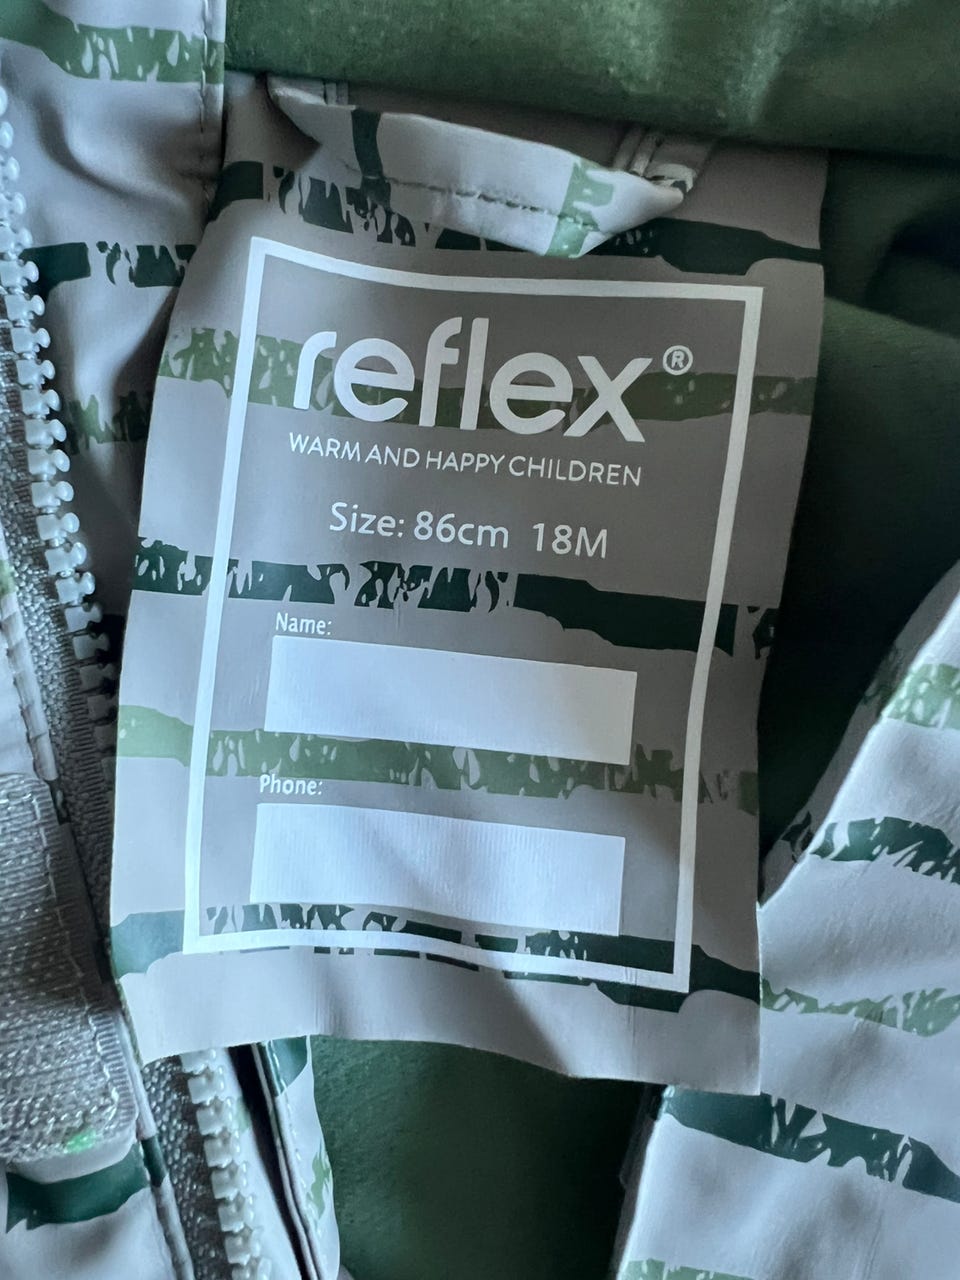 reflex®
WARM AND HAPPY CHILDREN
Size: 86cm 18M
Name:
Phone: